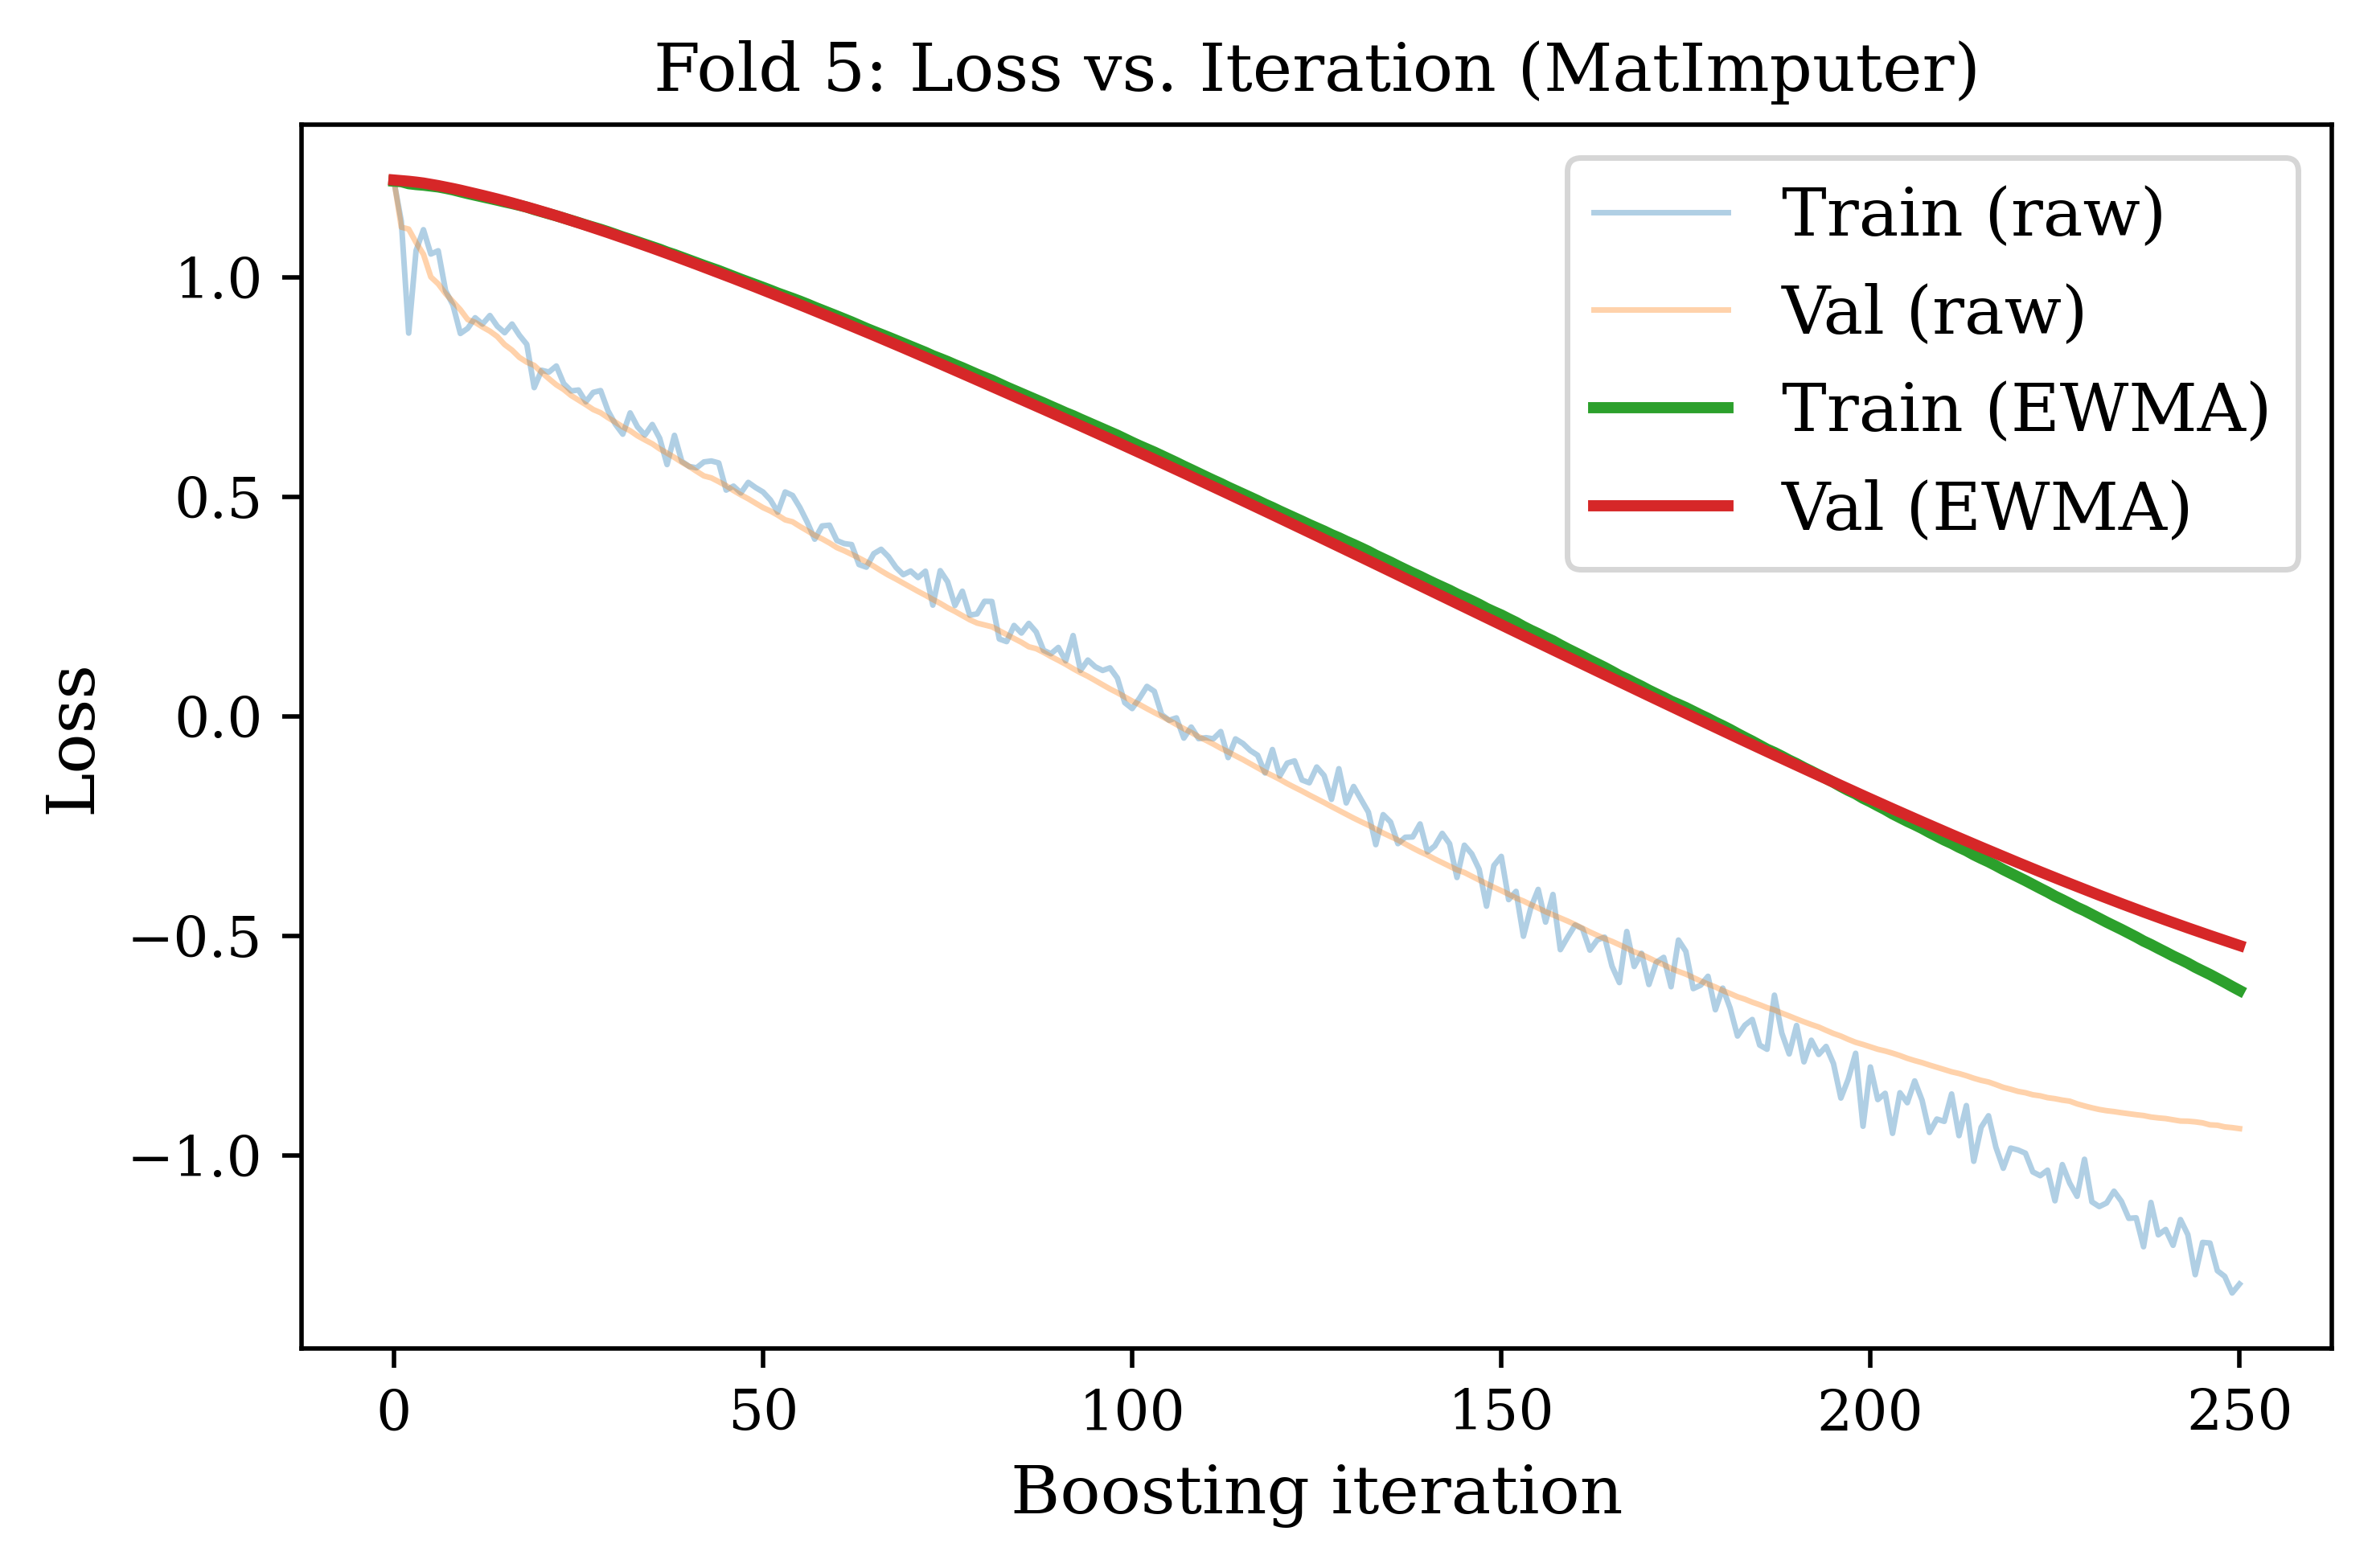 Fold 5: Loss vs. Iteration (MatImputer)
Train (raw)
Val (raw)
Train (EWMA)
Val (EWMA)
Loss
1.0
0.5
0.0
−0.5
−1.0
0 50 100 150 200 250
Boosting iteration